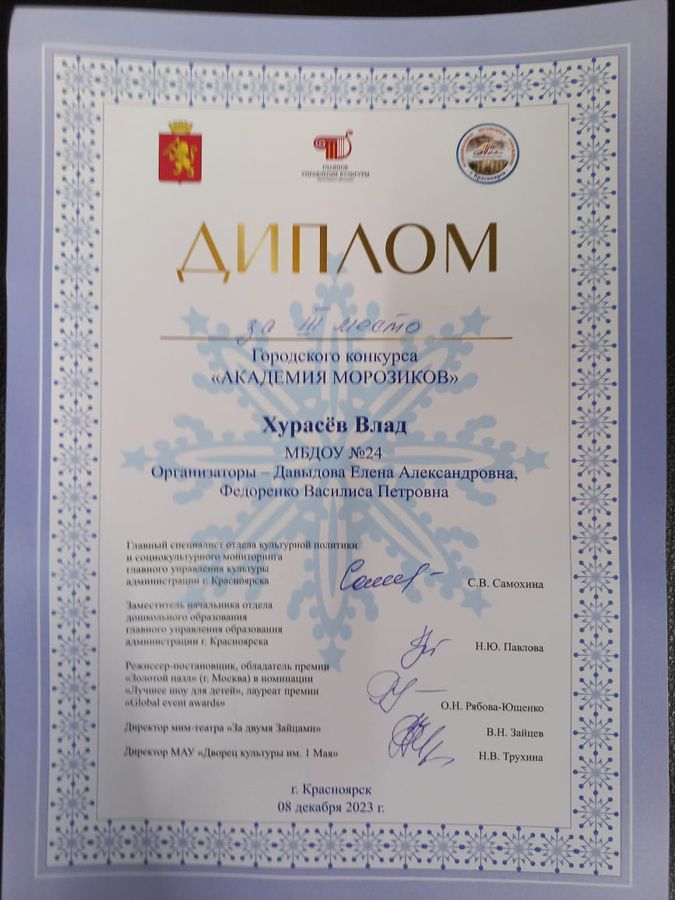 ГЛАВНОЕ
УПРАВЛЕНИЕ КУЛЬТУРЫ
г. Красноярск
ДИПЛОМ
за III место
Городского конкурса
«АКАДЕМИЯ МОРОЗИКОВ»
Хурасёв Влад
МБДОУ №24
Организаторы – Давыдова Елена Александровна,
Федоренко Василиса Петровна
Главный специалист отдела культурной политики
и социокультурного мониторинга
главного управления культуры
администрации г. Красноярска
С.В. Самохина
Заместитель начальника отдела
дошкольного образования
главного управления образования
администрации г. Красноярска
Н.Ю. Павлова
Режиссер-постановщик, обладатель премии
«Золотой пазл» (г. Москва) в номинации
«Лучшее шоу для детей», лауреат премии
«Global event awards»
О.Н. Рябова-Ющенко
Директор мим-театра «За двумя Зайцами»
В.Н. Зайцев
Директор МАУ «Дворец культуры им. 1 Мая»
Н.В. Трухина
г. Красноярск
08 декабря 2023 г.